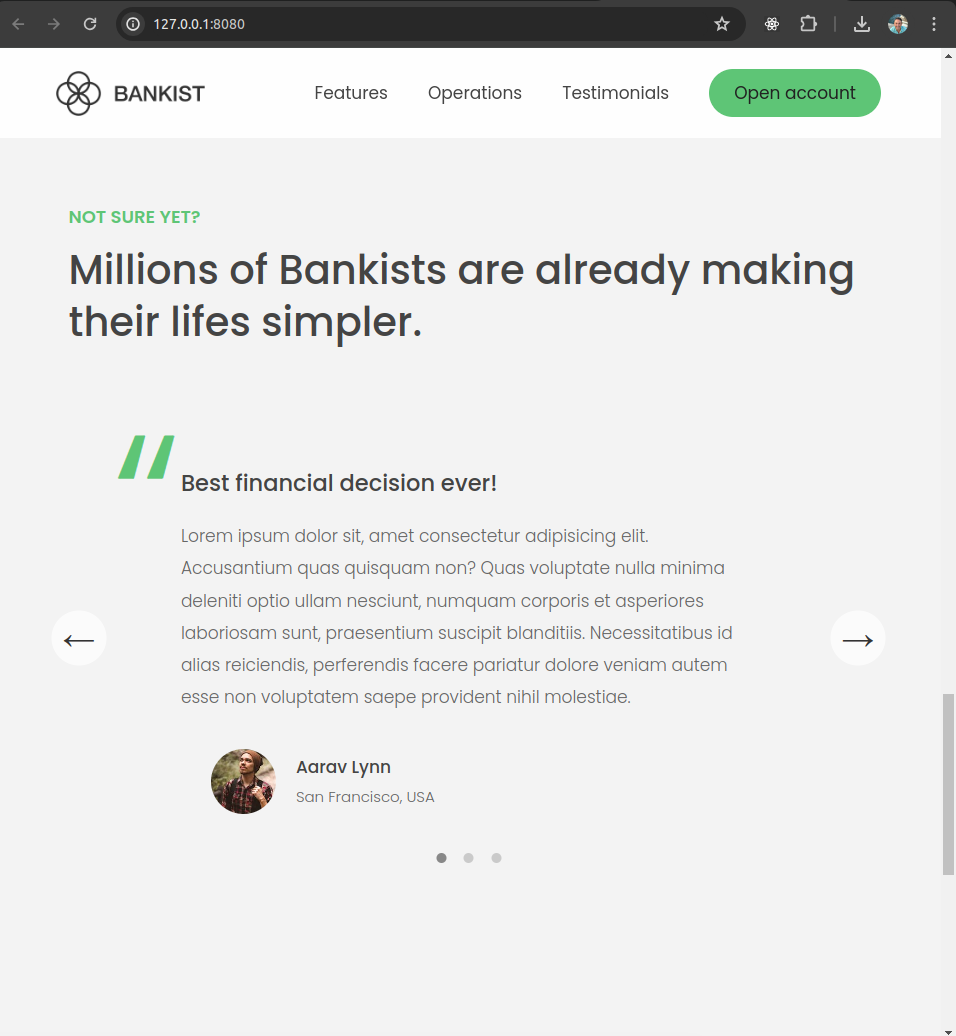 127.0.0.1:8080
BANKIST Features Operations Testimonials Open account
NOT SURE YET?
Millions of Bankists are already making
their lifes simpler.
“
Best financial decision ever!
Lorem ipsum dolor sit, amet consectetur adipisicing elit.
Accusantium quas quisquam non? Quas voluptate nulla minima
deleniti optio ullam nesciunt, numquam corporis et asperiores
laboriosam sunt, praesentium suscipit blanditiis. Necessitatibus id
alias reiciendis, perferendis facere pariatur dolore veniam autem
esse non voluptatem saepe provident nihil molestiae.
← →
Aarav Lynn
San Francisco, USA